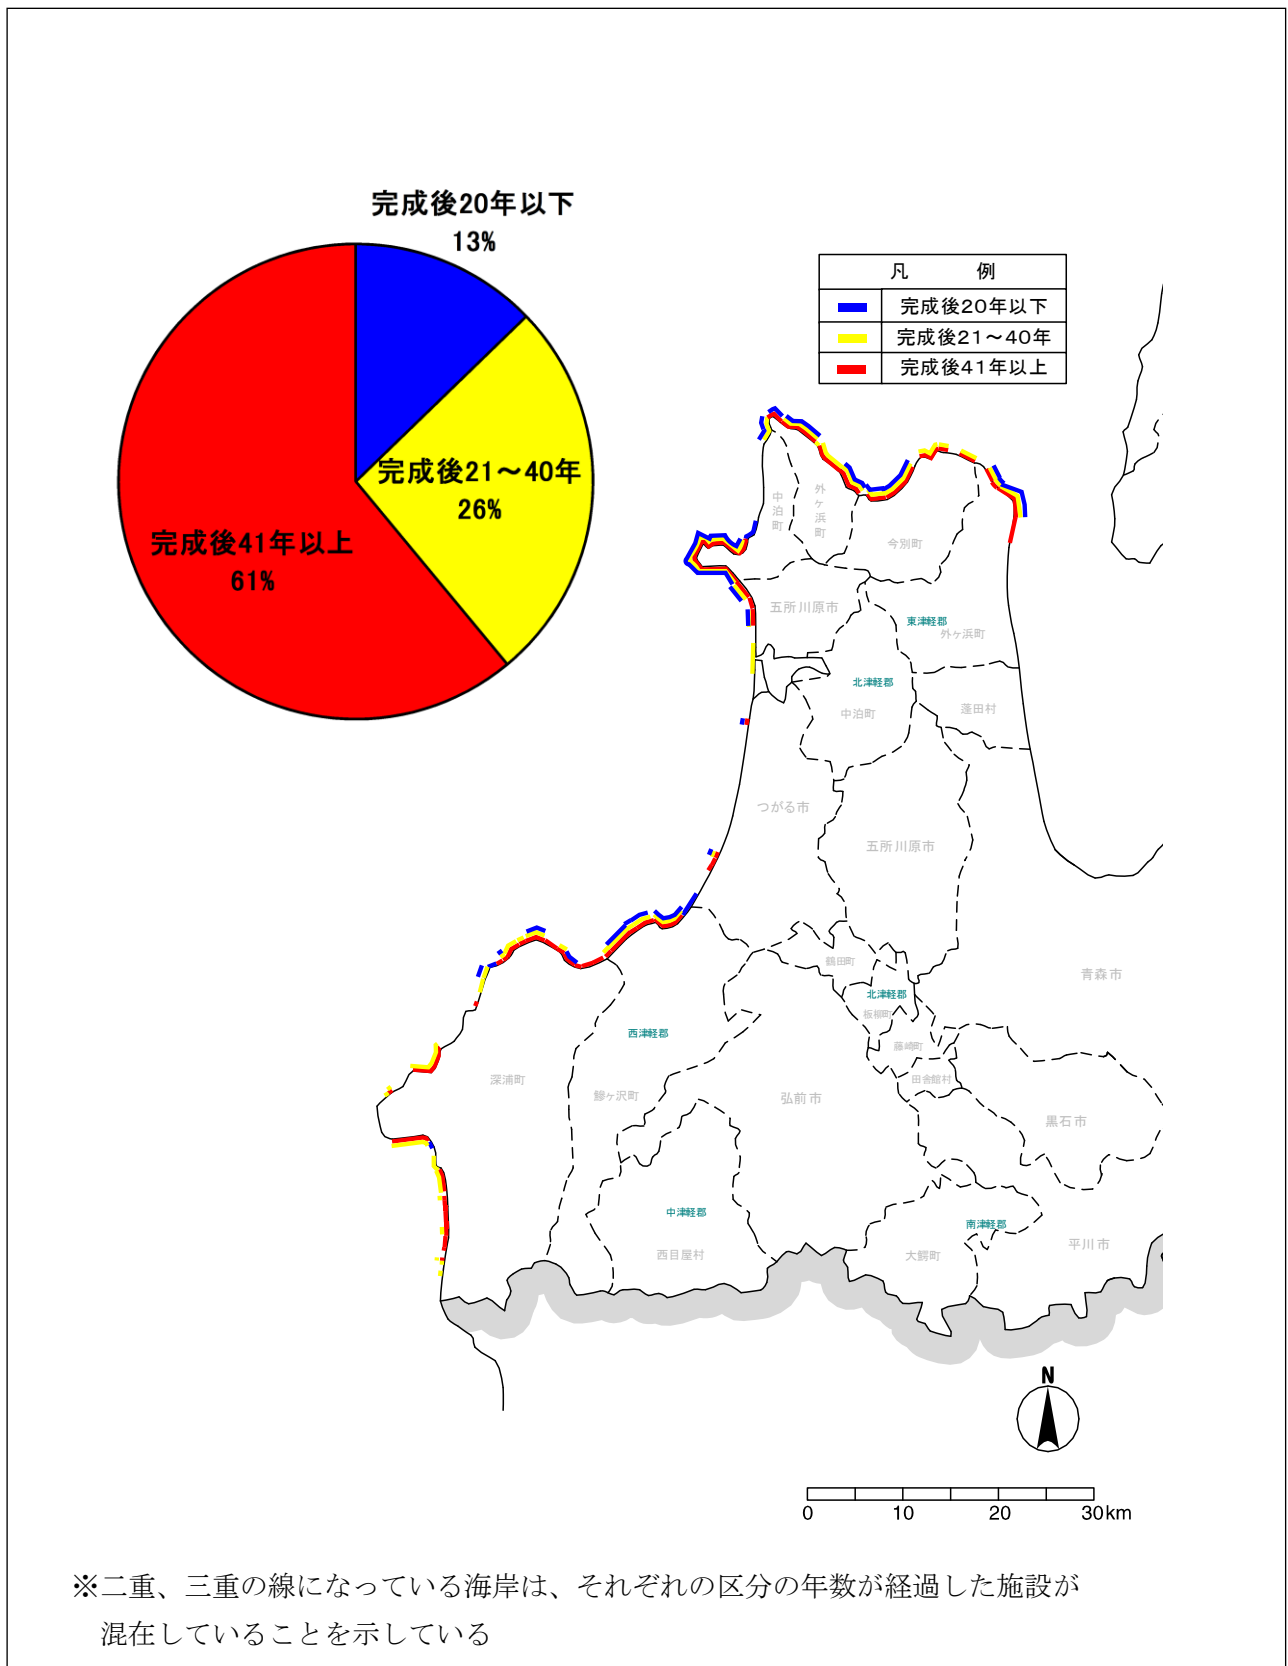 完成後20年以下
13%
完成後21～40年
26%
完成後41年以上
61%
凡 例
完成後20年以下
完成後21～40年
完成後41年以上
中泊町
外ヶ浜町
今別町
五所川原市
東津軽郡
外ヶ浜町
北津軽郡
中泊町
蓬田村
つがる市
五所川原市
鶴田町
青森市
北津軽郡
板柳町
西津軽郡
藤崎町
深浦町
田舎館村
鰺ヶ沢町
弘前市
黒石市
中津軽郡
南津軽郡
西目屋村
大鰐町
平川市
N
0 10 20 30km
※二重、三重の線になっている海岸は、それぞれの区分の年数が経過した施設が
混在していることを示している